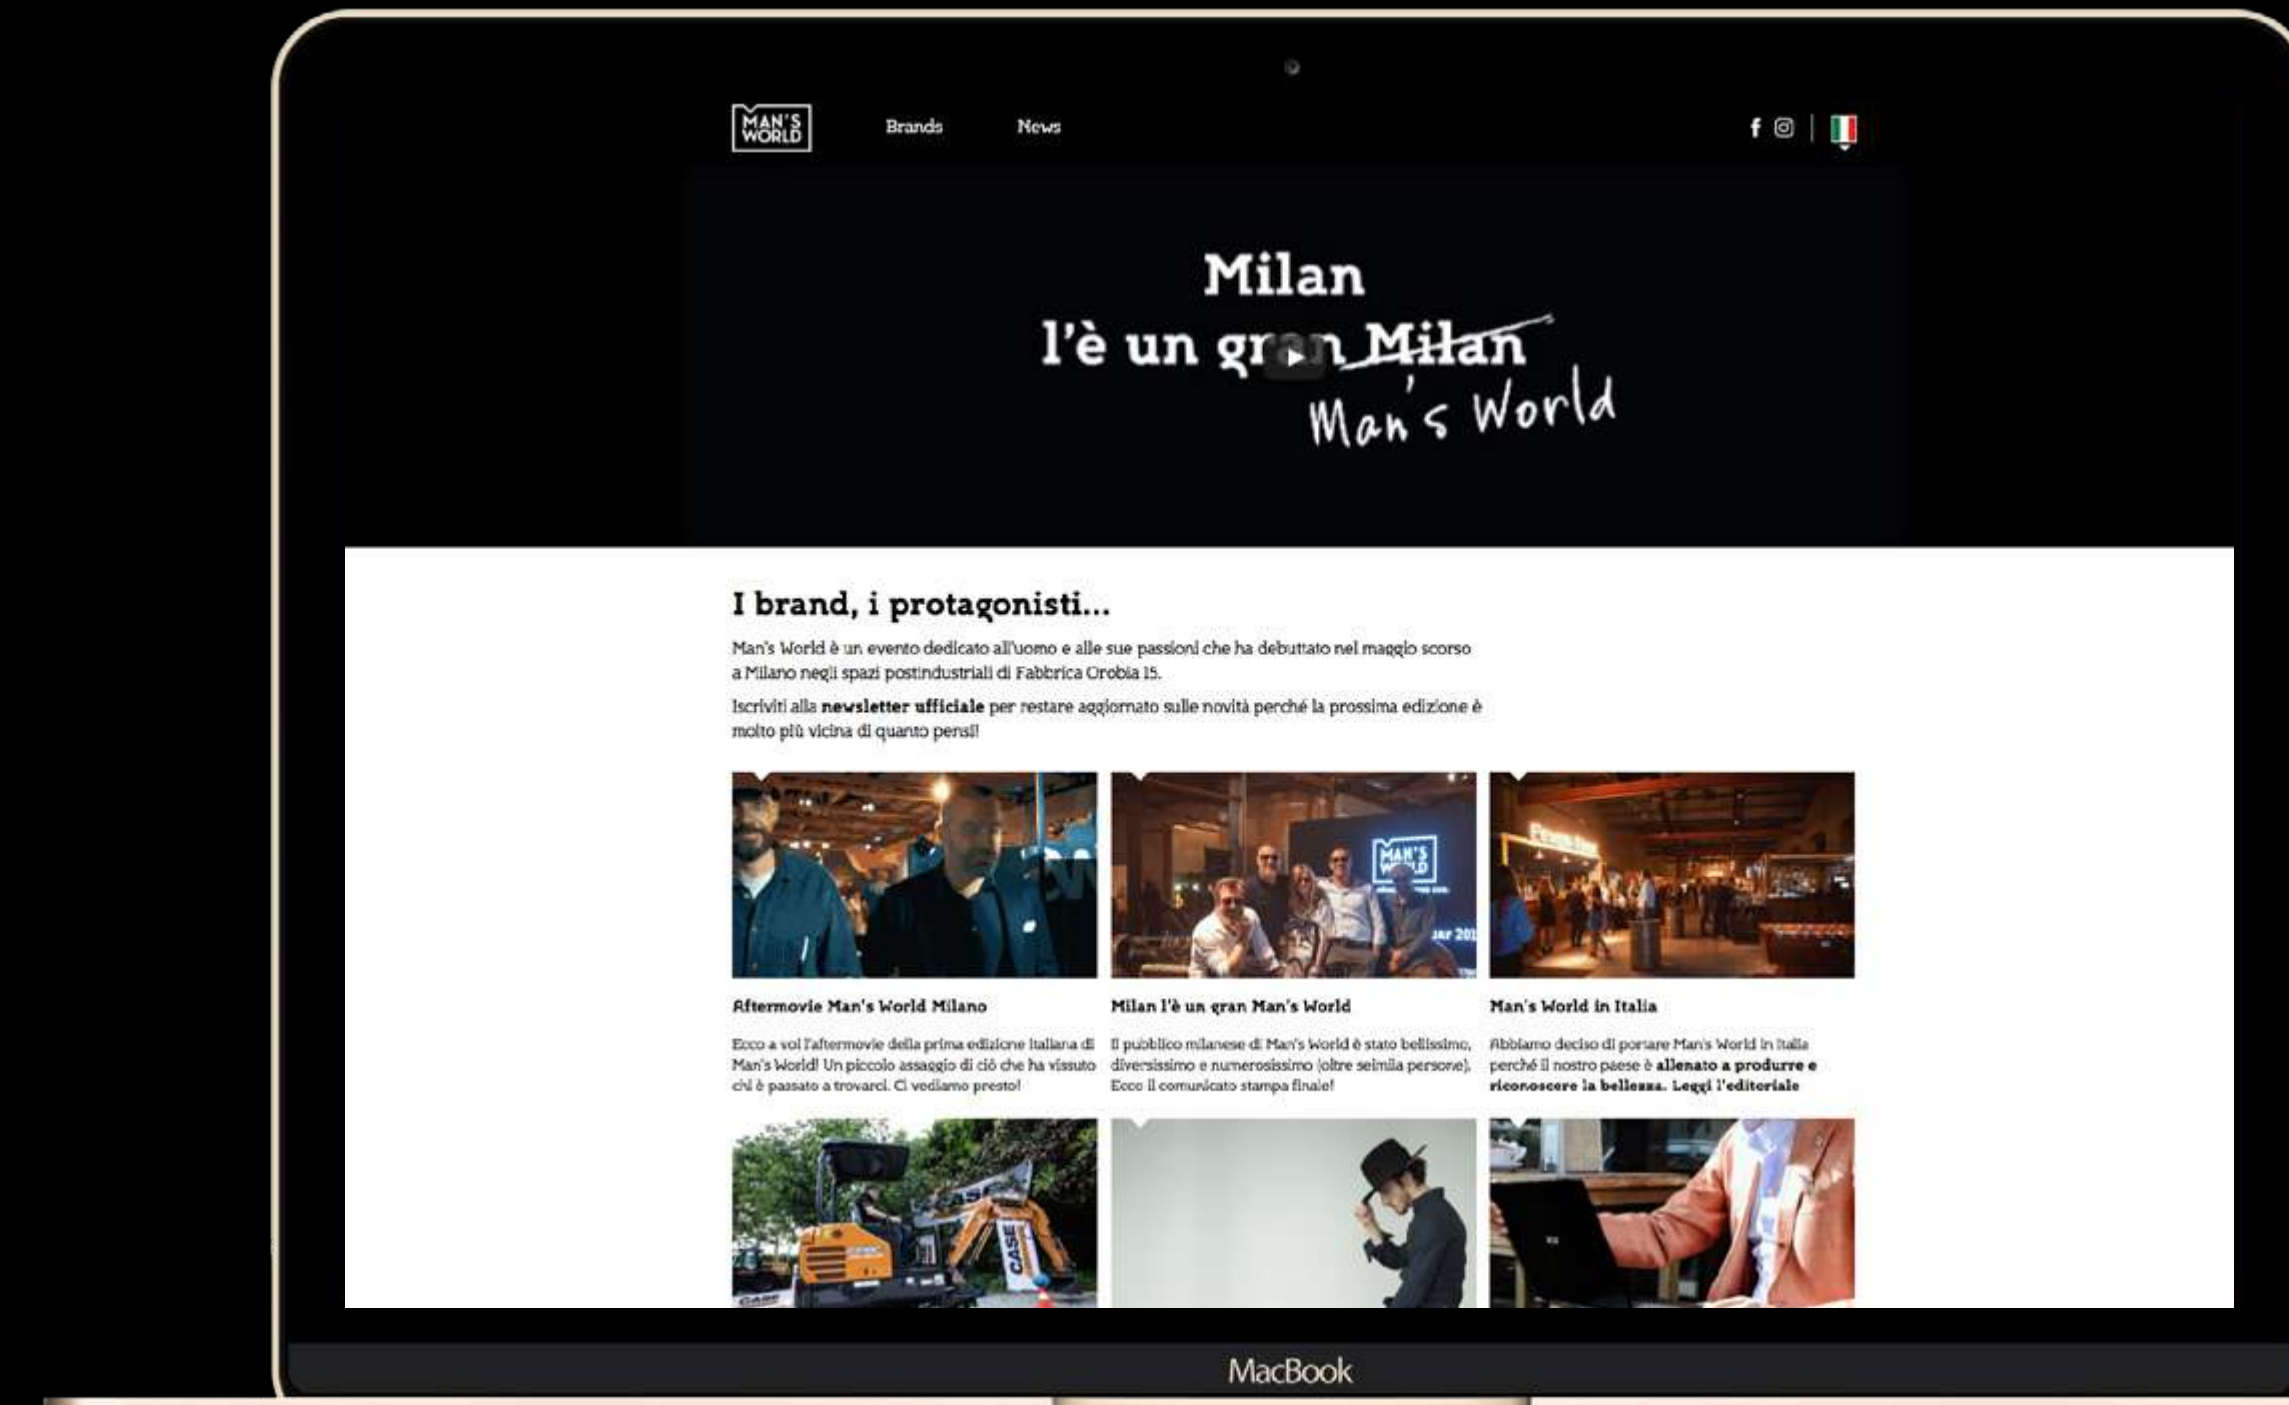 MAN'S
WORLD
Brands
News
Milan
l'è un gran Milan
Man's World
I brand, i protagonisti...
Man's World è un evento dedicato all'uomo e alle sue passioni che ha debuttato nel maggio scorso
a Milano negli spazi postindustriali di Fabbrica Orobia 15.
Iscriviti alla newsletter ufficiale per restare aggiornato sulle novità perché la prossima edizione è
molto più vicina di quanto pensi!
MAN'S
WORLD
Aftermovie Man's World Milano
Ecco a voi l'aftermovie della prima edizione italiana di
Man's World! Un piccolo assaggio di ciò che ha vissuto
chi è passato a trovarci. Ci vediamo presto!
Milan l'è un gran Man's World
Il pubblico milanese di Man's World è stato bellissimo,
diversissimo e numerosissimo (oltre seimila persone).
Ecco il comunicato stampa finale!
Man's World in Italia
Abbiamo deciso di portare Man's World in Italia
perché il nostro paese è allenato a produrre e
riconoscere la bellezza. Leggi l'editoriale
CASE
CASE
MacBook